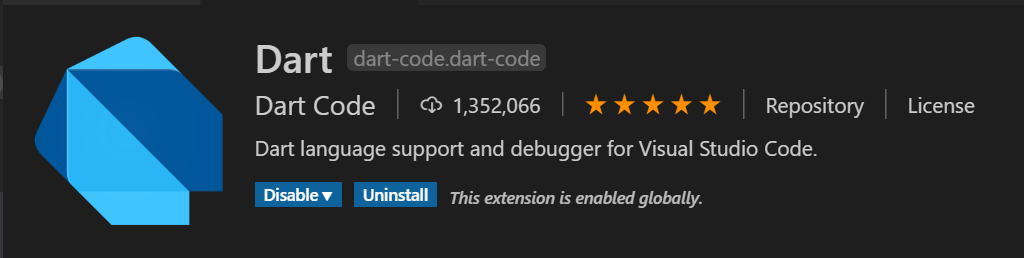 Dart dart-code.dart-code
Dart Code 1,352,066 Repository License
Dart language support and debugger for Visual Studio Code.
Disable Uninstall This extension is enabled globally.